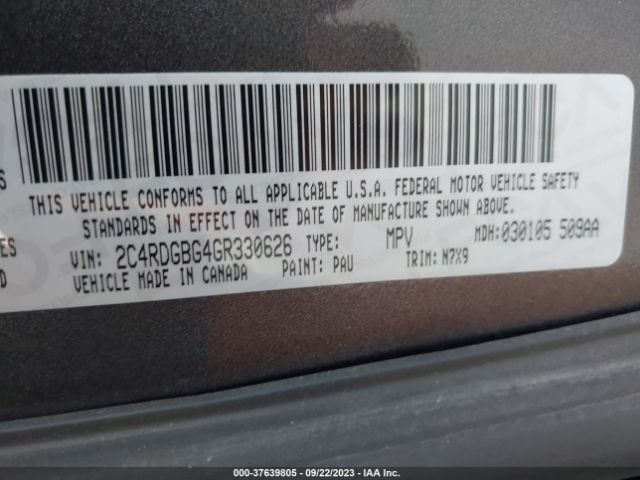 S
THIS VEHICLE CONFORMS TO ALL APPLICABLE U.S.A. FEDERAL MOTOR VEHICLE SAFETY
STANDARDS IN EFFECT ON THE DATE OF MANUFACTURE SHOWN ABOVE.
ES VIN: 2C4RDGBG4GR330626 TYPE: MPV MDH: 030105 509AA
D VEHICLE MADE IN CANADA PAINT: PAU TRIM: N7X9
000-37639805 - 09/22/2023 - IAA Inc.